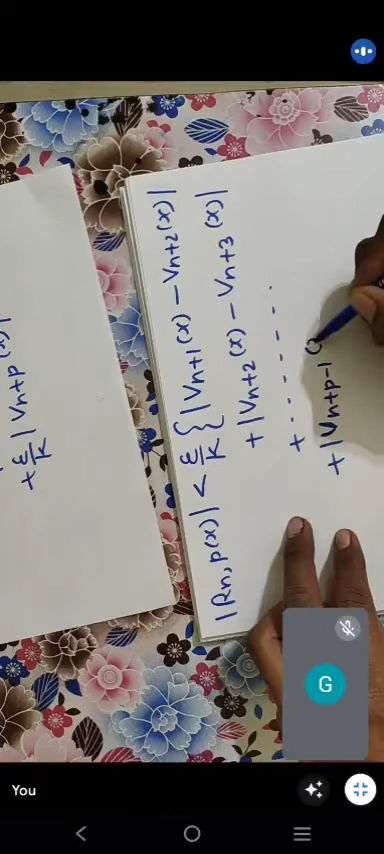 + ε/K | Vn+p (x) |
| Rn, p(x) | < ε/K { | Vn+1 (x) − Vn+2 (x) |
+ | Vn+2 (x) − Vn+3 (x) |
+ - - - - - - - .
+ | Vn+p-1 (
G
You